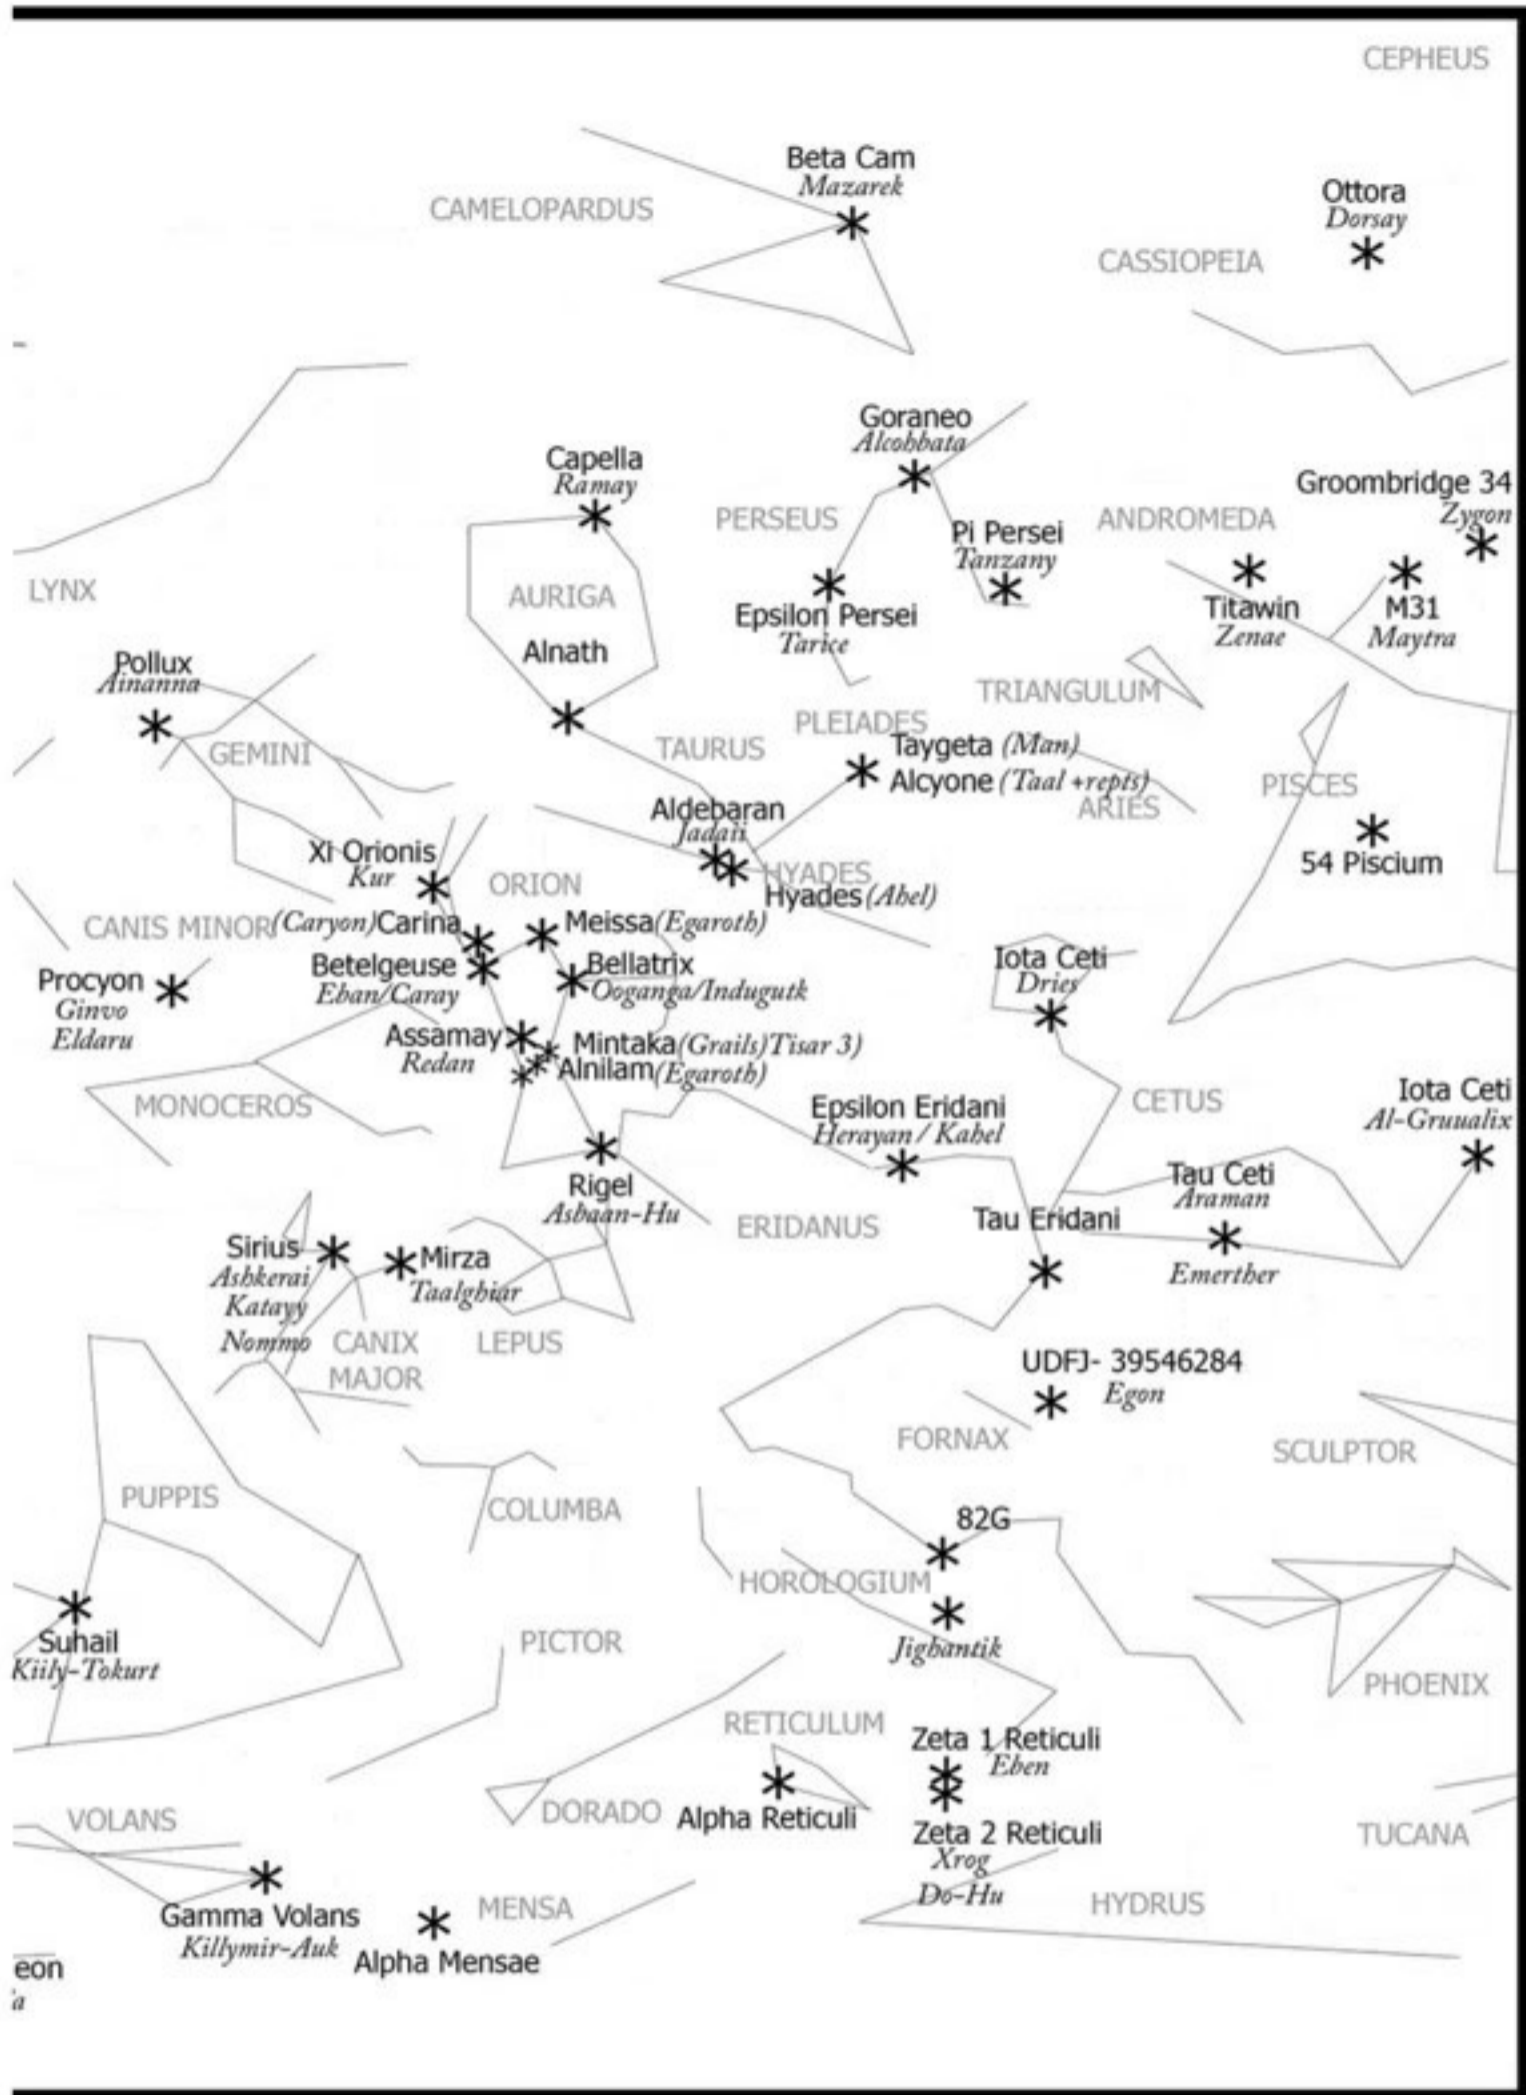 CEPHEUS
Beta Cam
Mazarek
CAMELOPARDUS
Ottora
Dorsay
CASSIOPEIA
Goraneo
Alcohbata
Capella
Ramay
Groombridge 34
Zygon
PERSEUS
ANDROMEDA
Pi Persei
Tanzany
LYNX
AURIGA
Epsilon Persei
Tarice
Titawin
Zenae
M31
Maytra
Alnath
Pollux
Ainanna
TRIANGULUM
PLEIADES
GEMINI
TAURUS
Taygeta (Man)
Alcyone (Taal +repts)
ARIES
PISCES
Aldebaran
Jadaii
Xi Orionis
Kur
ORION
HYADES
Hyades (Ahel)
54 Piscium
CANIS MINOR
(Caryon) Carina
Meissa (Egaroth)
Betelgeuse
Eban/Caray
Bellatrix
Ooganga/Indugutk
Iota Ceti
Dries
Procyon
Ginvo
Eldaru
Assamay
Redan
Mintaka (Grails) Tisar 3)
Alnilam (Egaroth)
MONOCEROS
Epsilon Eridani
Herayan / Kahel
CETUS
Iota Ceti
Al-Gruualix
Rigel
Asbaan-Hu
ERIDANUS
Tau Eridani
Tau Ceti
Araman
Emerther
Sirius
Ashkerai
Katayy
Nommo
Mirza
Taalghiar
CANIX
MAJOR
LEPUS
UDFJ- 39546284
Egon
FORNAX
SCULPTOR
PUPPIS
COLUMBA
82G
HOROLOGIUM
Jighantik
Suhail
Kiily-Tokurt
PICTOR
PHOENIX
RETICULUM
Zeta 1 Reticuli
Eben
VOLANS
DORADO
Alpha Reticuli
Zeta 2 Reticuli
Xrog
Do-Hu
TUCANA
HYDRUS
Gamma Volans
Killymir-Auk
MENSA
Alpha Mensae
eon
a